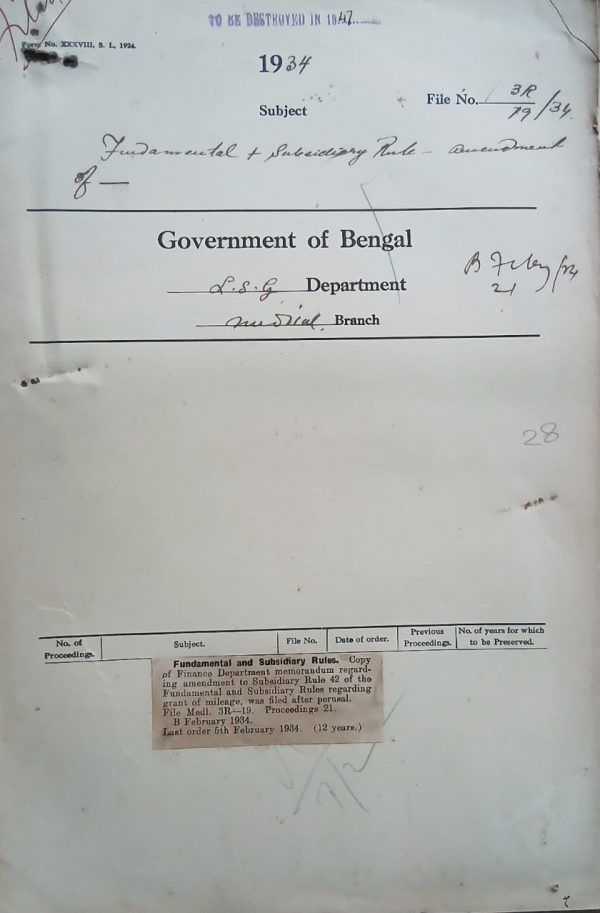 TO BE DESTROYED IN 1947
Form No. XXXVIII, S. L., 1934.
1934
Subject
File No. 3R/19/34
Fundamental & Subsidiary Rule – amendment
of —
Government of Bengal
L.S.G Department
Medical Branch
B Feby/34
21
28
No. of Proceedings.
Subject.
File No.
Date of order.
Previous Proceedings.
No. of years for which to be Preserved.
Fundamental and Subsidiary Rules. Copy
of Finance Department memorandum regard-
ing amendment to Subsidiary Rule 42 of the
Fundamental and Subsidiary Rules regarding
grant of mileage, was filed after perusal.
File Medl. 3R—19. Proceedings 21.
B February 1934.
Last order 5th February 1934. (12 years.)